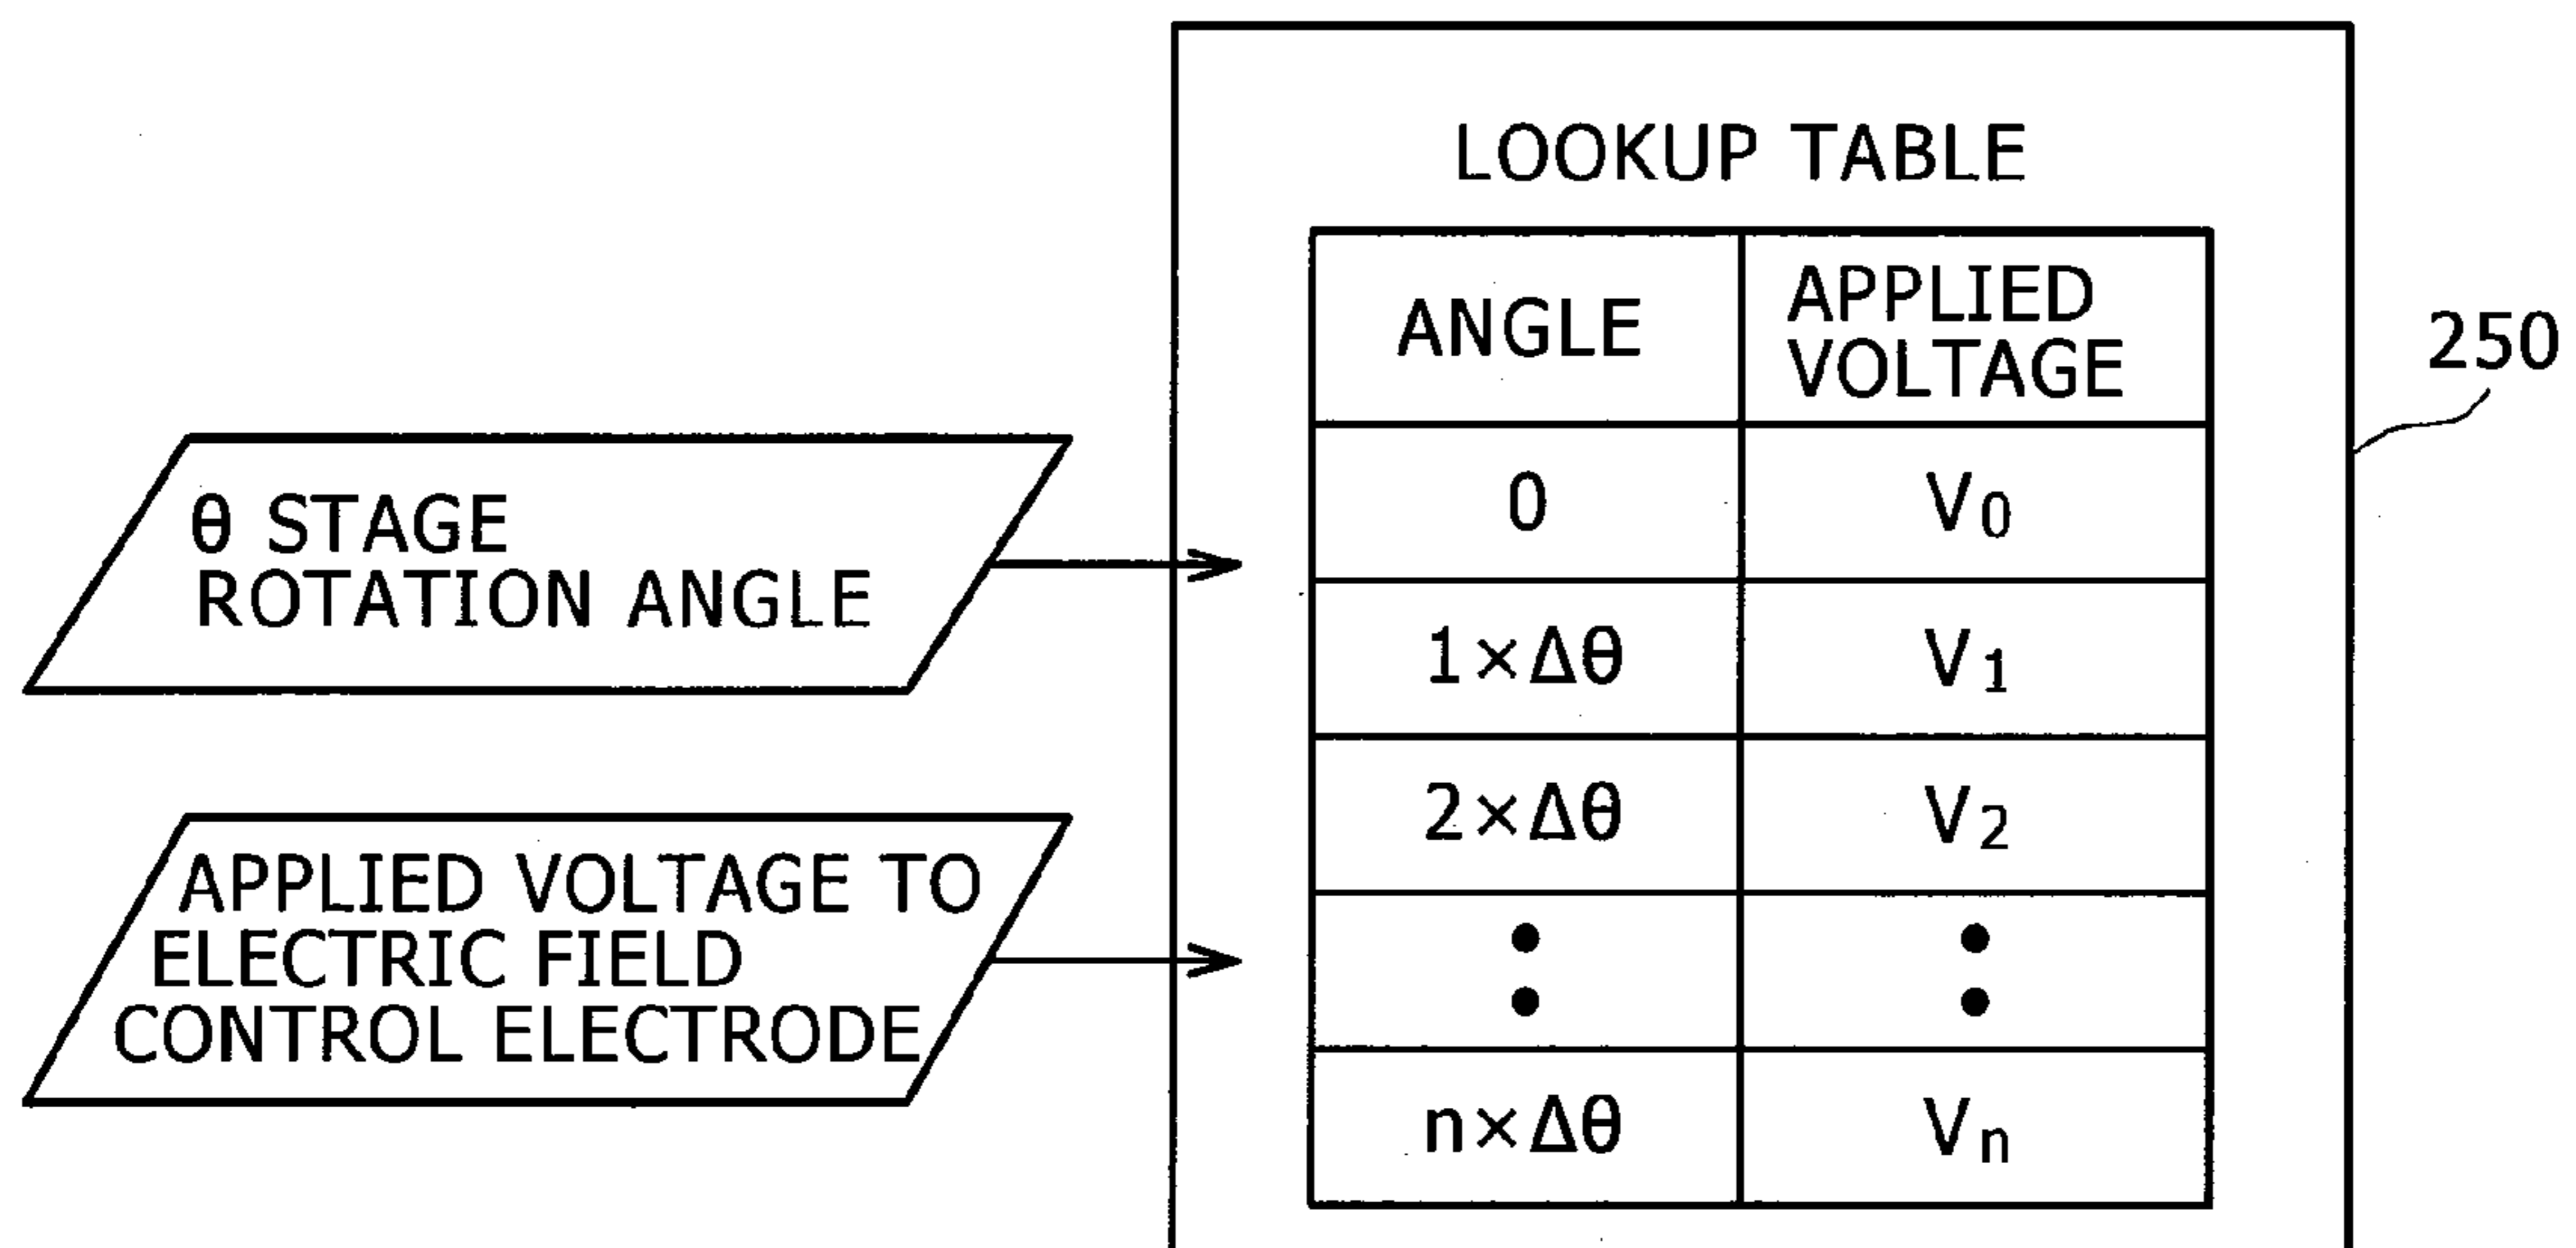 LOOKUP TABLE
ANGLE
APPLIED
VOLTAGE
250
θ STAGE
ROTATION ANGLE
0
V0
1×Δθ
V1
2×Δθ
V2
APPLIED VOLTAGE TO
ELECTRIC FIELD
CONTROL ELECTRODE
n×Δθ
Vn